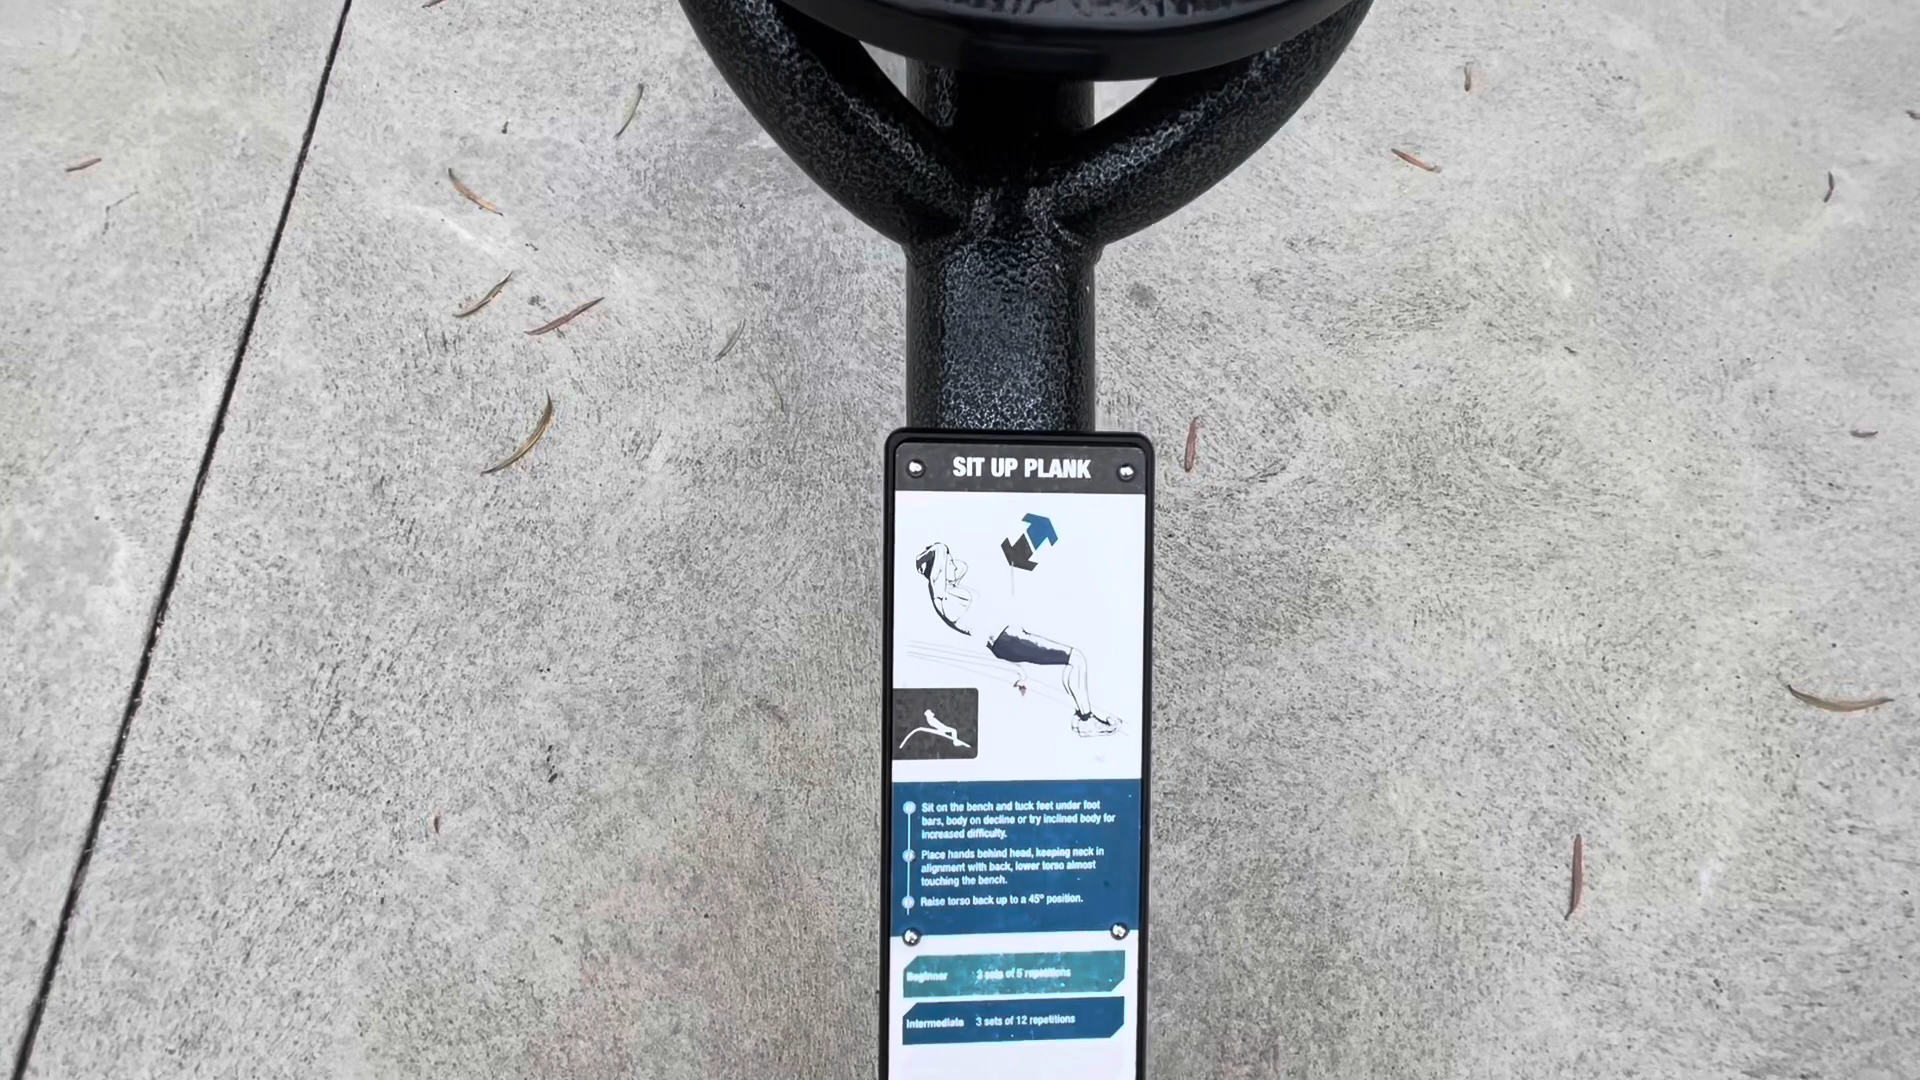 SIT UP PLANK
Sit on the bench and tuck feet under foot
bars, body on decline or try inclined body for
increased difficulty.
Place hands behind head, keeping neck in
alignment with back, lower torso almost
touching the bench.
Raise torso back up to a 45° position.
Beginner 3 sets of 5 repetitions
Intermediate 3 sets of 12 repetitions